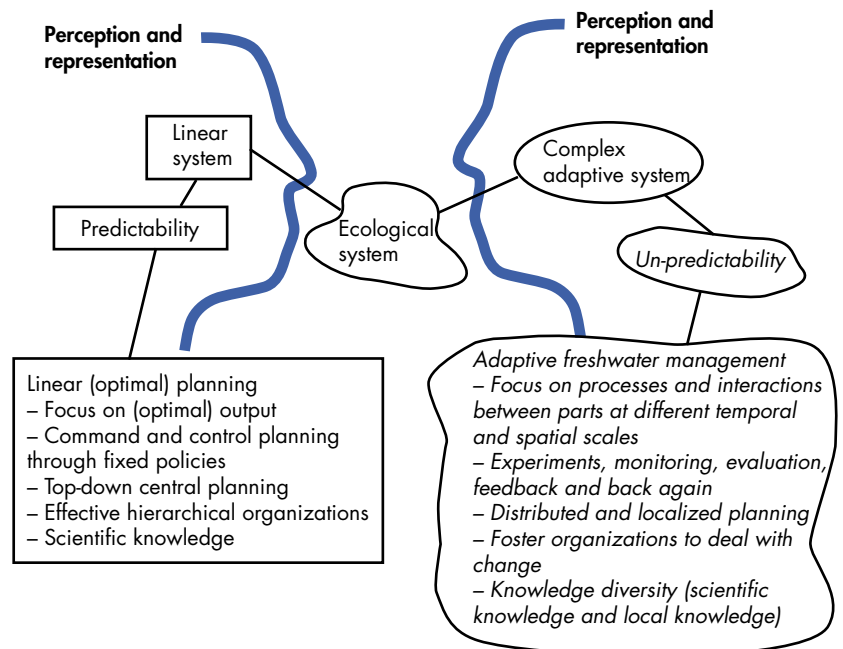 Perception and
representation
Perception and
representation
Linear
system
Complex
adaptive system
Predictability
Ecological
system
Un-predictability
Linear (optimal) planning
– Focus on (optimal) output
– Command and control planning
through fixed policies
– Top-down central planning
– Effective hierarchical organizations
– Scientific knowledge
Adaptive freshwater management
– Focus on processes and interactions
between parts at different temporal
and spatial scales
– Experiments, monitoring, evaluation,
feedback and back again
– Distributed and localized planning
– Foster organizations to deal with
change
– Knowledge diversity (scientific
knowledge and local knowledge)